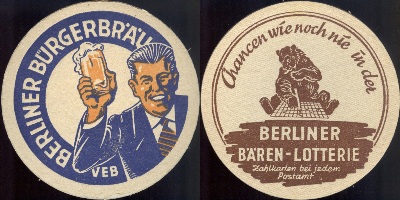 BERLINER BÜRGERBRÄU
VEB
Chancen wie noch nie in der
BERLINER
BÄREN-LOTTERIE
Zahlkarten bei jedem
Postamt